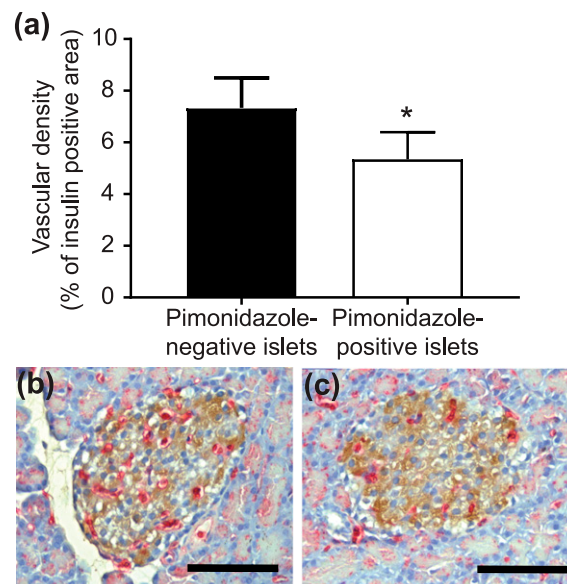 (a)
Vascular density
(% of insulin positive area)
10
8
6
4
2
0
*
Pimonidazole-
negative islets
Pimonidazole-
positive islets
(b)
(c)